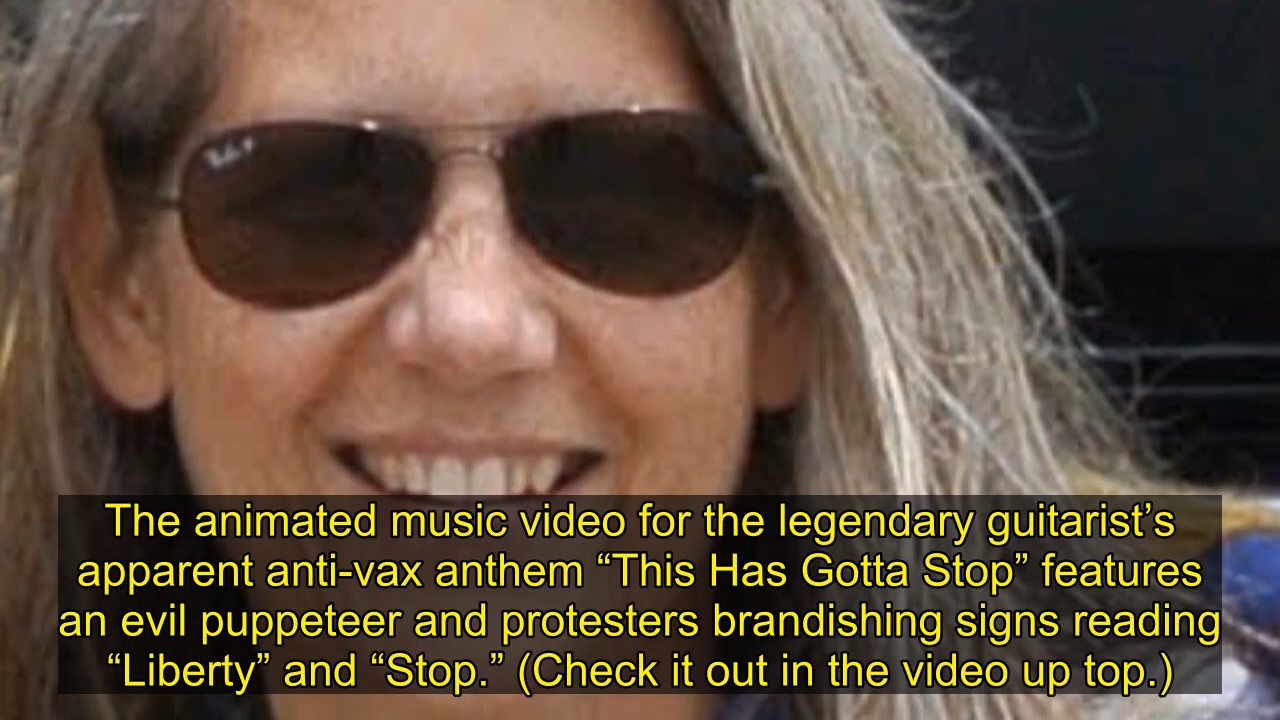 The animated music video for the legendary guitarist’s
apparent anti-vax anthem “This Has Gotta Stop” features
an evil puppeteer and protesters brandishing signs reading
“Liberty” and “Stop.” (Check it out in the video up top.)